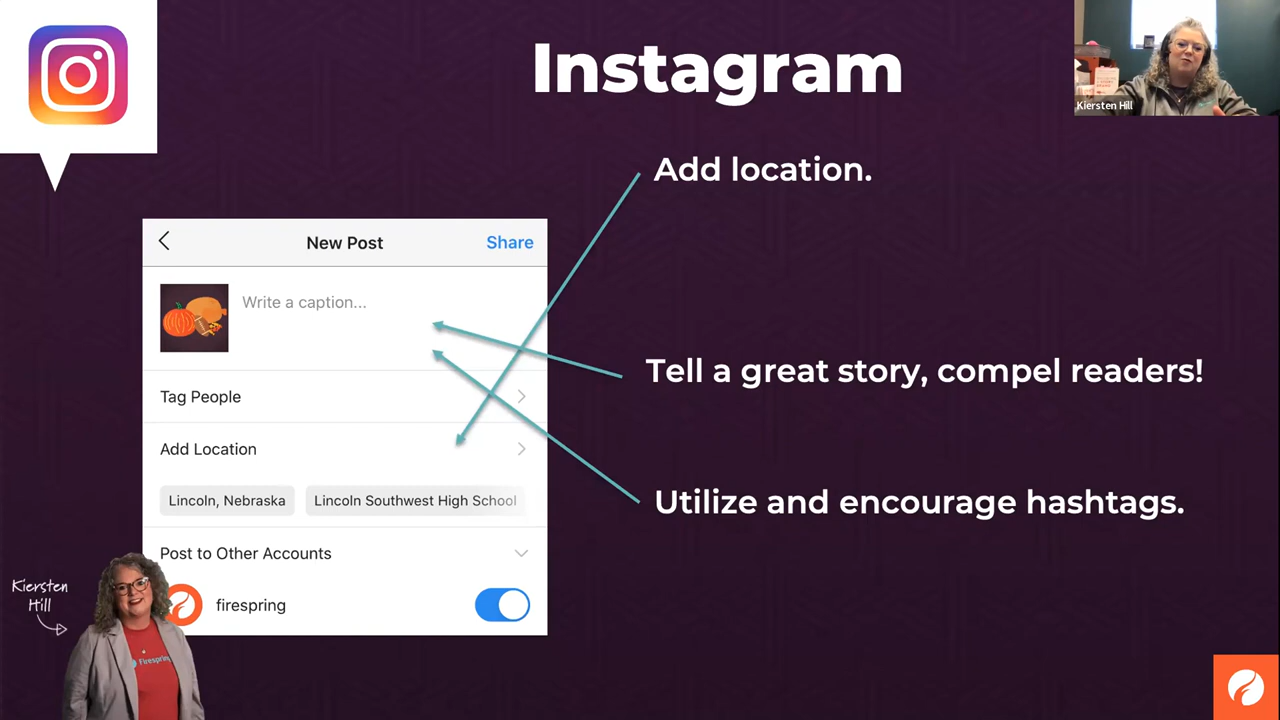 Instagram
Kiersten Hill
Add location.
New Post
Share
Write a caption...
Tell a great story, compel readers!
Tag People
Add Location
Lincoln, Nebraska
Lincoln Southwest High School
Utilize and encourage hashtags.
Post to Other Accounts
firespring
Kiersten
Hill
Firespring